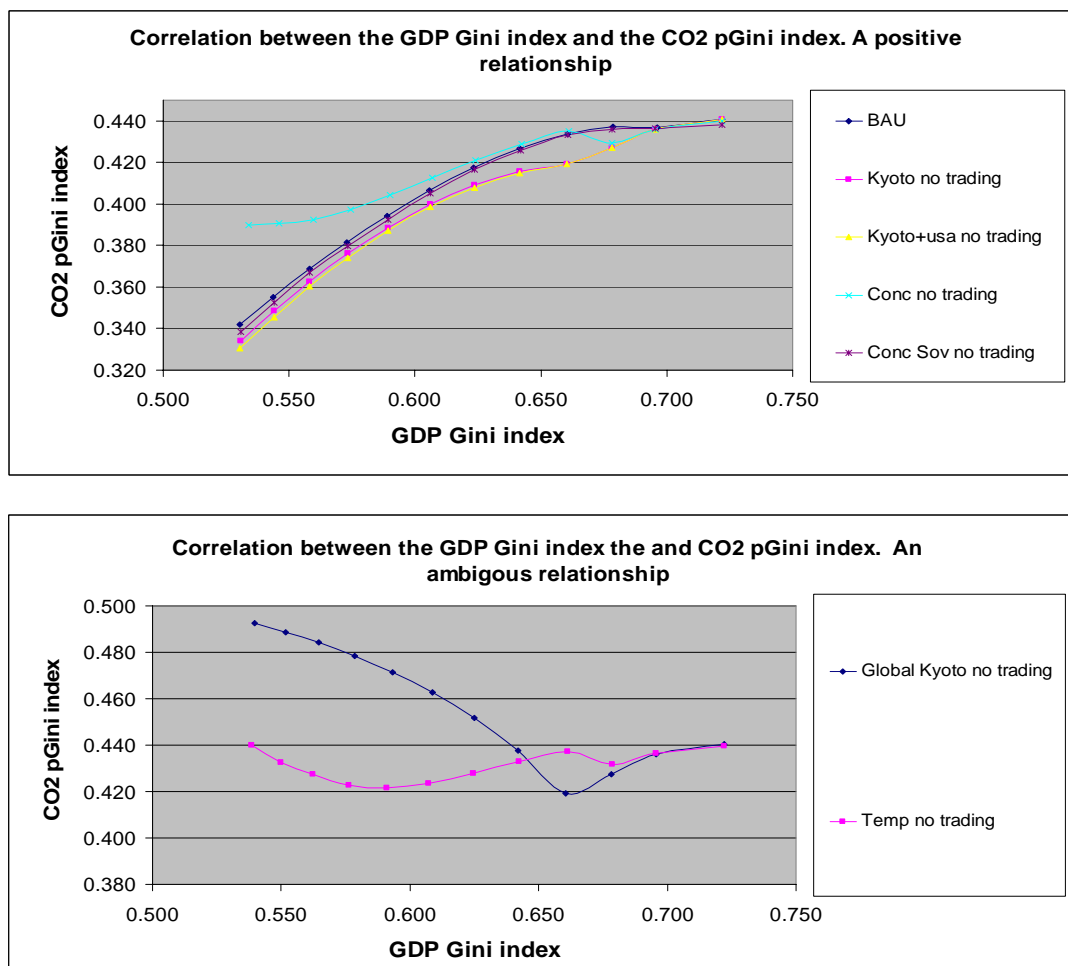 Correlation between the GDP Gini index and the CO2 pGini index. A positive
relationship
0.440
0.420
0.400
0.380
0.360
0.340
0.320
0.500 0.550 0.600 0.650 0.700 0.750
CO2 pGini index
GDP Gini index
BAU
Kyoto no trading
Kyoto+usa no trading
Conc no trading
Conc Sov no trading
Correlation between the GDP Gini index the and CO2 pGini index. An
ambigous relationship
0.500
0.480
0.460
0.440
0.420
0.400
0.380
0.500 0.550 0.600 0.650 0.700 0.750
CO2 pGini index
GDP Gini index
Global Kyoto no trading
Temp no trading